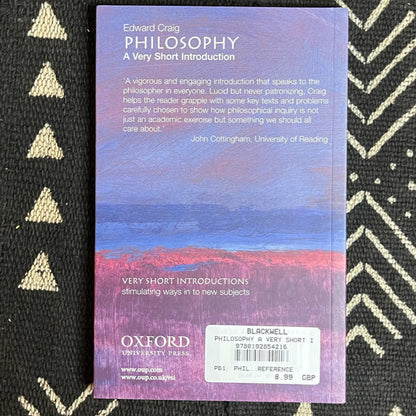 Edward Craig
PHILOSOPHY
A Very Short Introduction
'A vigorous and engaging introduction that speaks to the
philosopher in everyone. Lucid but never patronizing, Craig
helps the reader grapple with some key texts and problems
carefully chosen to show how philosophical inquiry is not
just an academic exercise but something we should all
care about.'
John Cottingham, University of Reading
VERY SHORT INTRODUCTIONS
stimulating ways in to new subjects
OXFORD
UNIVERSITY PRESS
www.oup.com
www.oup.co.uk/vsi
BLACKWELL
PHILOSOPHY A VERY SHORT I
9780192854216
PB1 PHIL. REFERENCE
8.99 GBP